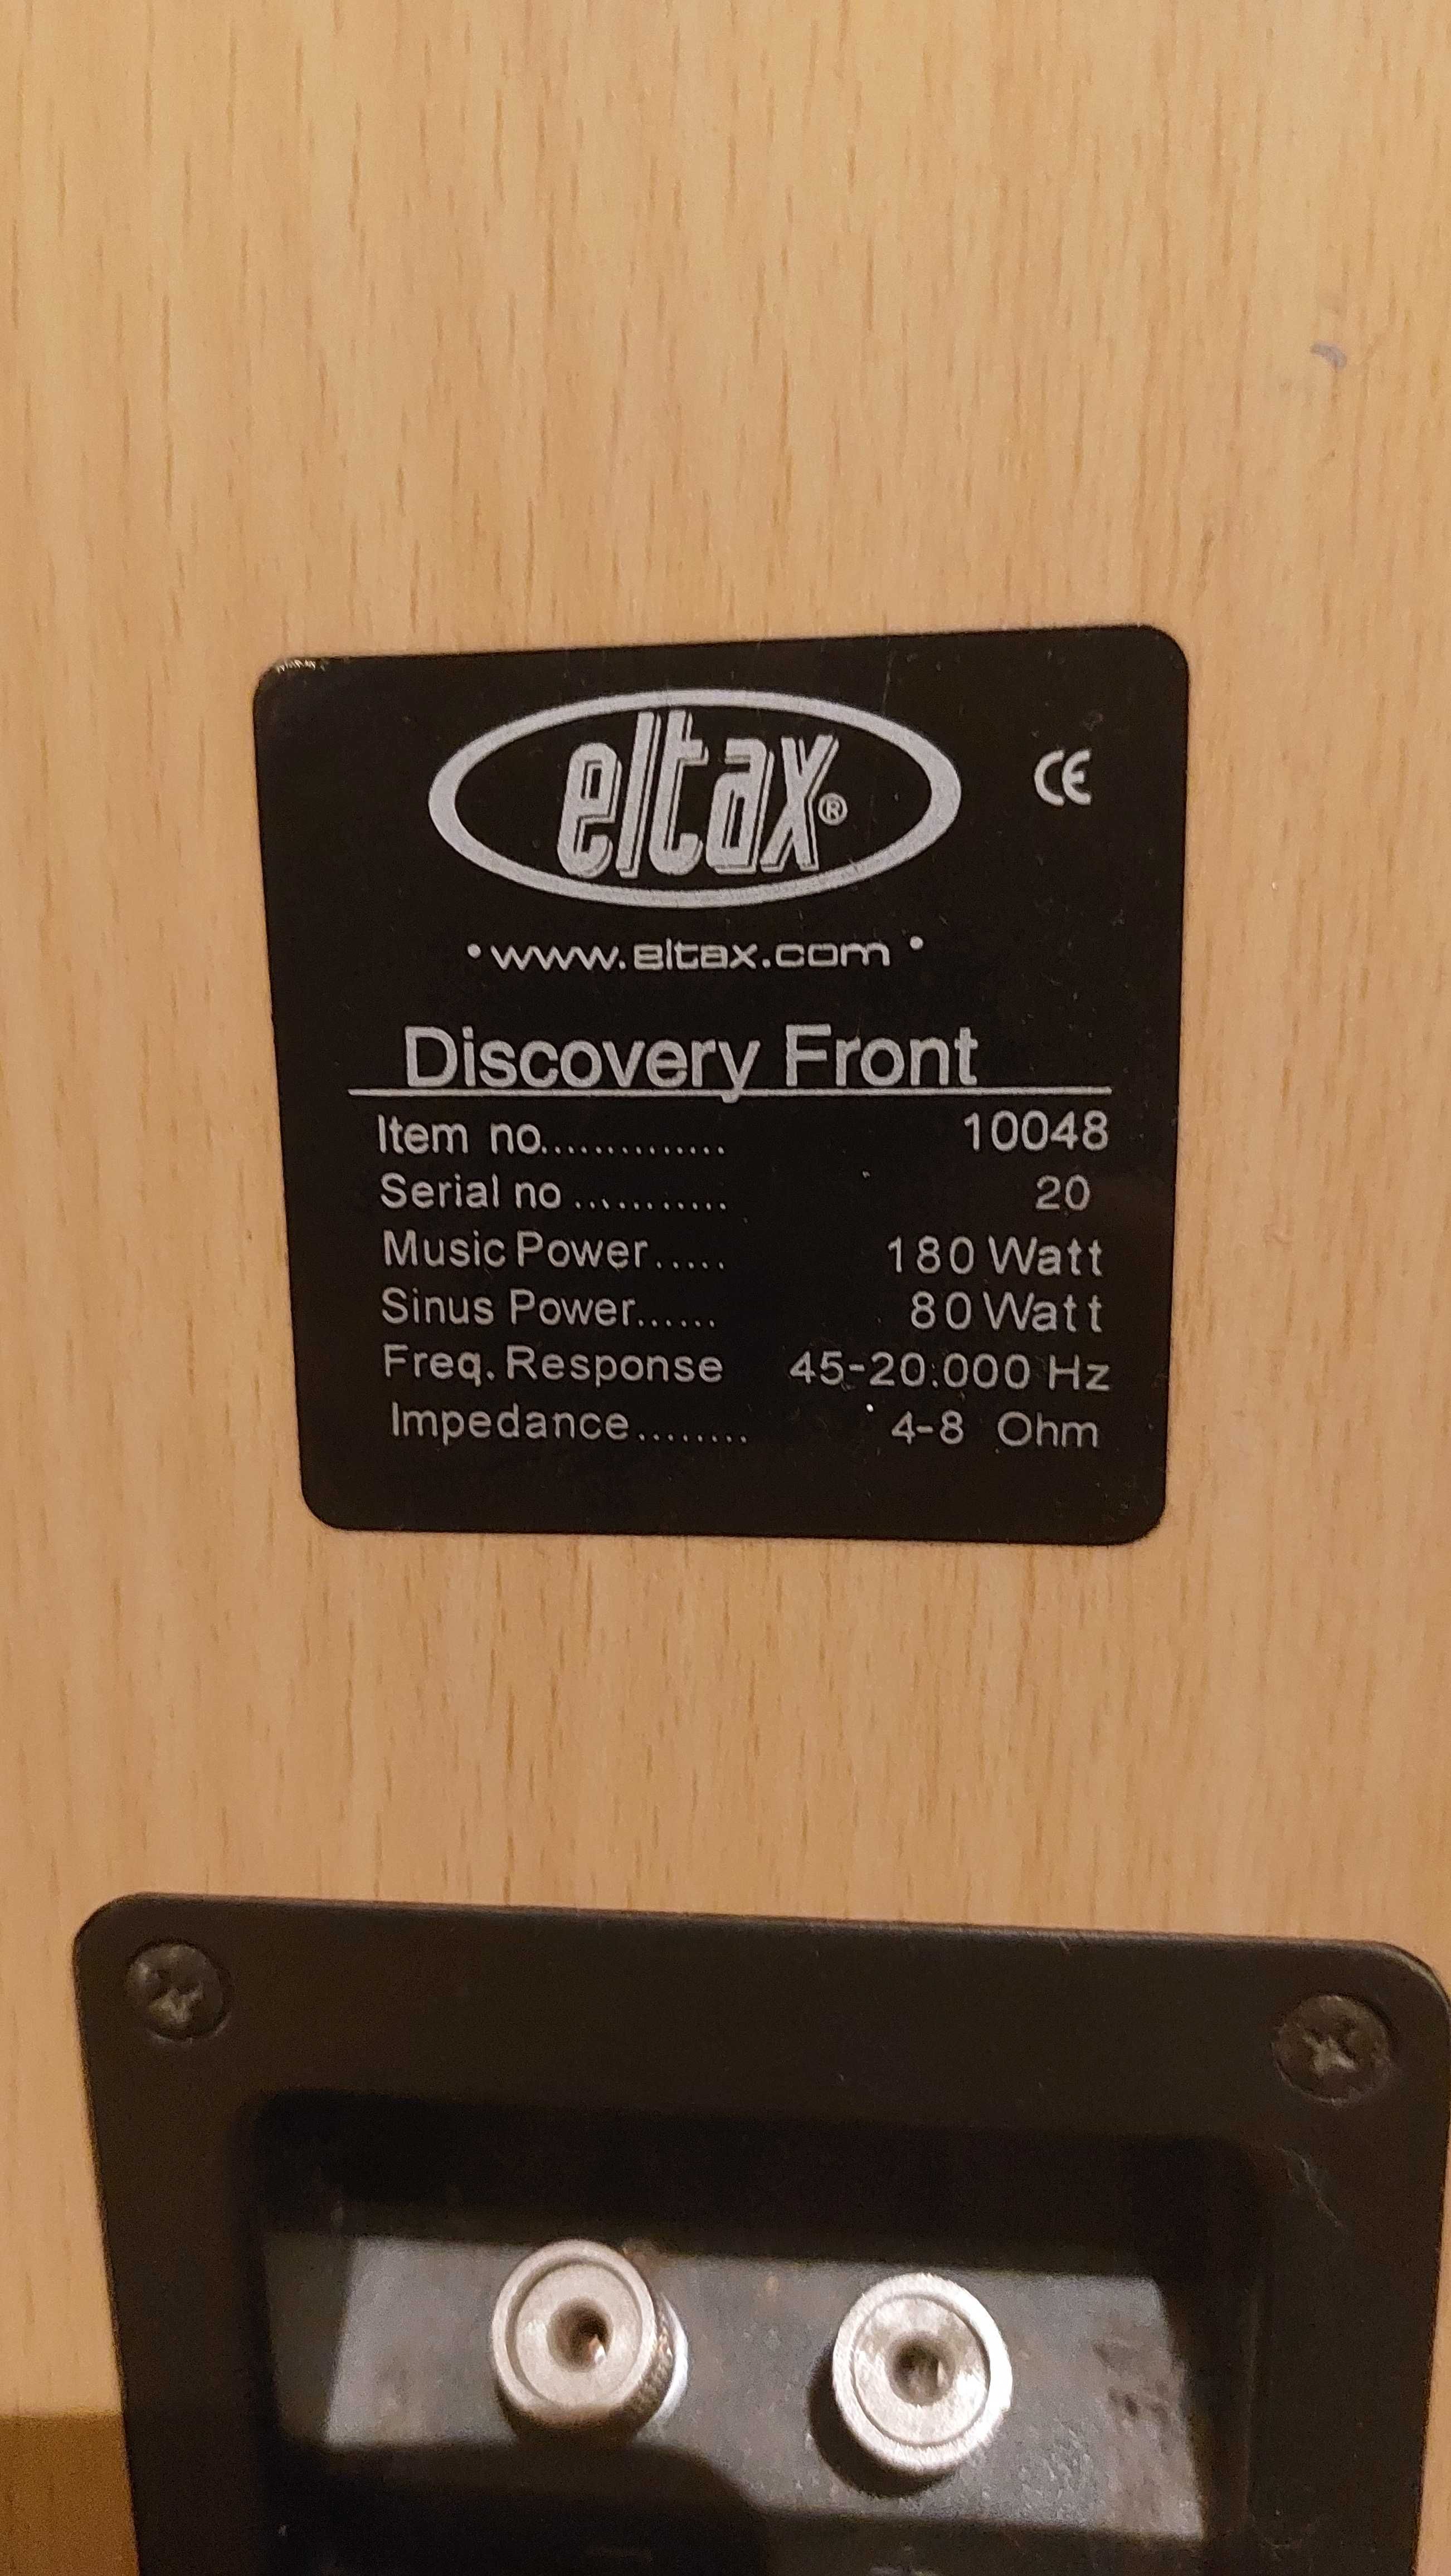 eltax®
CE
•www.eltax.com•
Discovery Front
Item no.............. 10048
Serial no ........... 20
Music Power..... 180 Watt
Sinus Power...... 80 Watt
Freq. Response 45-20.000 Hz
Impedance........ 4-8 Ohm